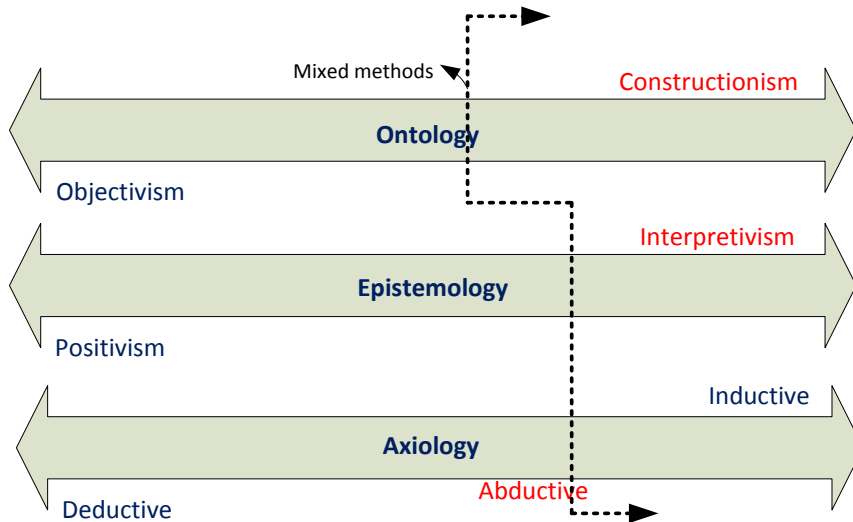 Mixed methods
Constructionism
Ontology
Objectivism
Interpretivism
Epistemology
Positivism
Inductive
Axiology
Abductive
Deductive